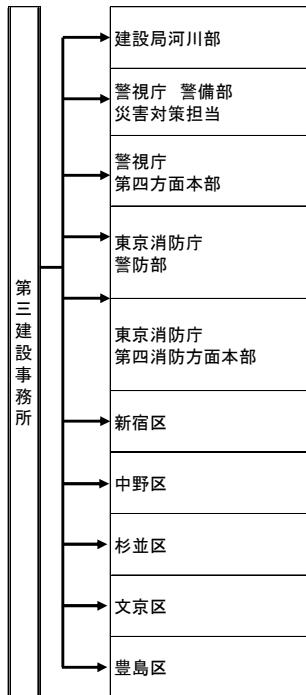 第三建設事務所
建設局河川部
警視庁 警備部
災害対策担当
警視庁
第四方面本部
東京消防庁
警防部
東京消防庁
第四消防方面本部
新宿区
中野区
杉並区
文京区
豊島区